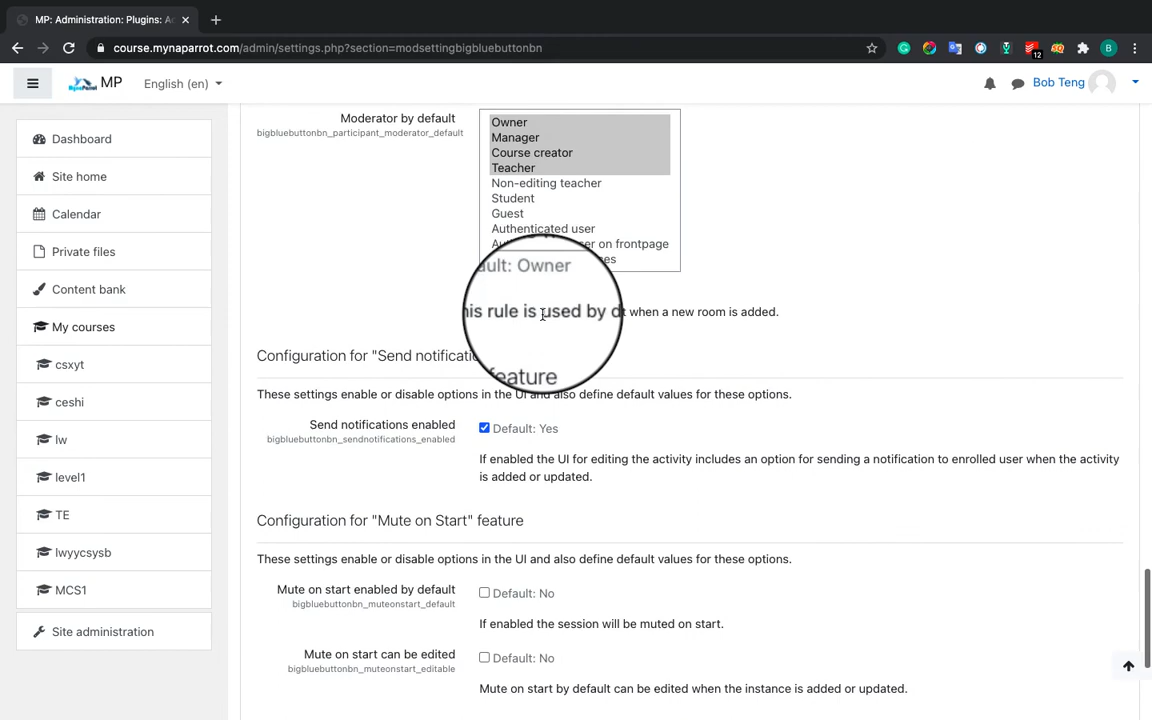 MP: Administration: Plugins: A
course.mynaparrot.com/admin/settings.php?section=modsettingbigbluebuttonbn
12
B
MP
English (en)
Bob Teng
Dashboard
Site home
Calendar
Private files
Content bank
My courses
csxyt
ceshi
lw
level1
TE
lwyycsysb
MCS1
Site administration
Moderator by default
bigbluebuttonbn_participant_moderator_default
Owner
Manager
Course creator
Teacher
Non-editing teacher
Student
Guest
Authenticated user
on frontpage
Owner
rule is used by when a new room is added.
Configuration for "Send
feature
These settings enable or disable options in the UI and also define default values for these options.
Send notifications enabled
bigbluebuttonbn_sendnotifications_enabled
Default: Yes
If enabled the UI for editing the activity includes an option for sending a notification to enrolled user when the activity
is added or updated.
Configuration for "Mute on Start" feature
These settings enable or disable options in the UI and also define default values for these options.
Mute on start enabled by default
bigbluebuttonbn_muteonstart_default
Default: No
If enabled the session will be muted on start.
Mute on start can be edited
bigbluebuttonbn_muteonstart_editable
Default: No
Mute on start by default can be edited when the instance is added or updated.